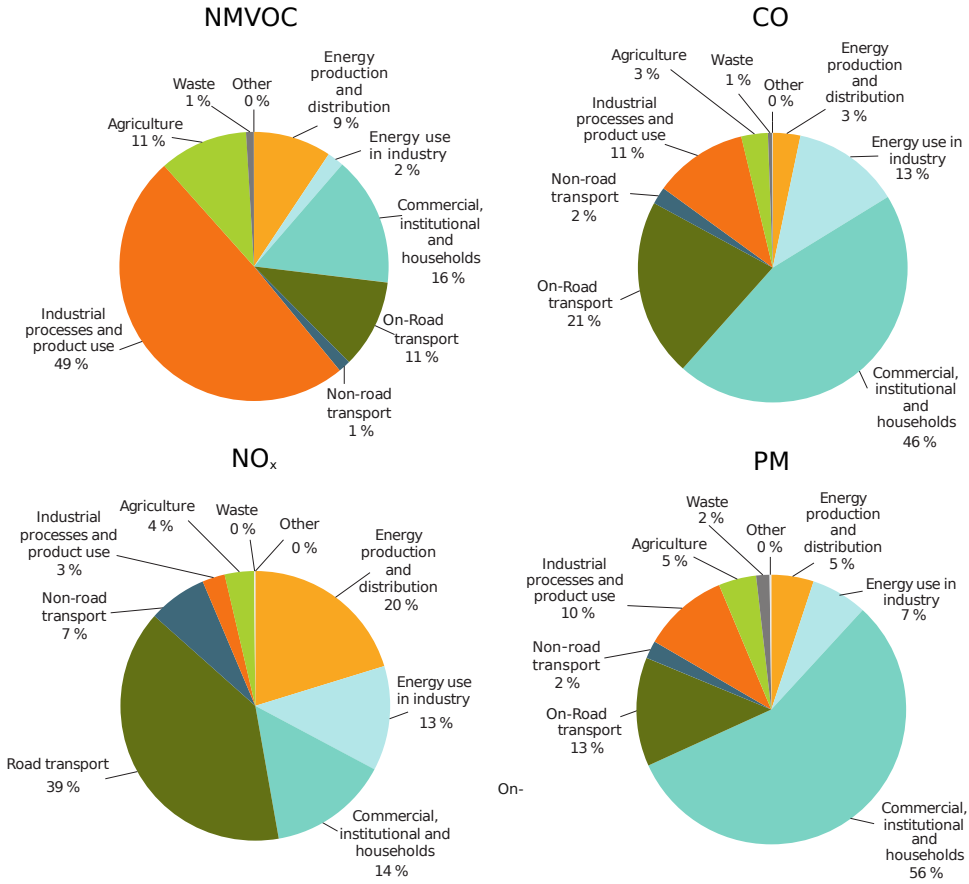 NMVOC
Energy
production
and
distribution
9 %
Energy use
in industry
2 %
Commercial,
institutional
and
households
16 %
On-Road
transport
11 %
Non-road
transport
1 %
Industrial
processes and
product use
49 %
Agriculture
11 %
Waste
1 %
Other
0 %
CO
Energy
production
and
distribution
3 %
Energy use in
industry
13 %
Commercial,
institutional
and
households
46 %
On-Road
transport
21 %
Non-road
transport
2 %
Industrial
processes and
product use
11 %
Agriculture
3 %
Waste
1 %
Other
0 %
NOₓ
Energy
production
and
distribution
20 %
Energy use
in industry
13 %
Commercial,
institutional and
households
14 %
Road transport
39 %
Non-road
transport
7 %
Industrial
processes and
product use
3 %
Agriculture
4 %
Waste
0 %
Other
0 %
PM
Energy
production
and
distribution
5 %
Energy use in
industry
7 %
Commercial,
institutional
and
households
56 %
On-
On-Road
transport
13 %
Non-road
transport
2 %
Industrial
processes and
product use
10 %
Agriculture
5 %
Waste
2 %
Other
0 %